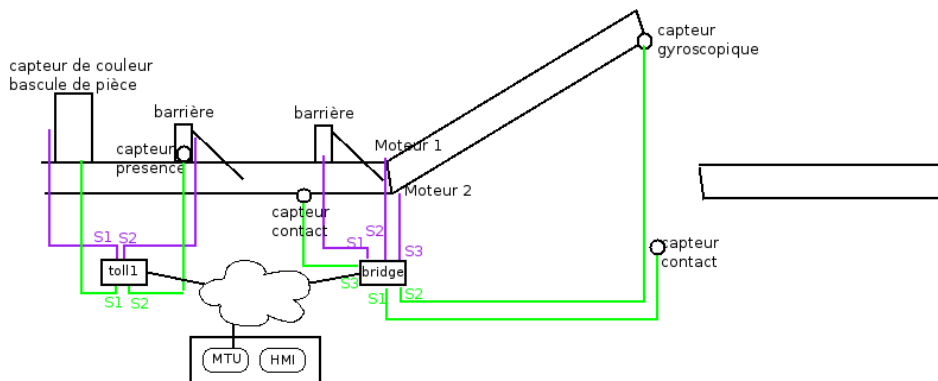 capteur
gyroscopique
capteur de couleur
bascule de pièce
barrière
barrière
Moteur 1
capteur
presence
Moteur 2
capteur
contact
S1
S2
S2
S1
S3
capteur
contact
toll1
bridge
S3
S1
S2
S1
S2
MTU
HMI